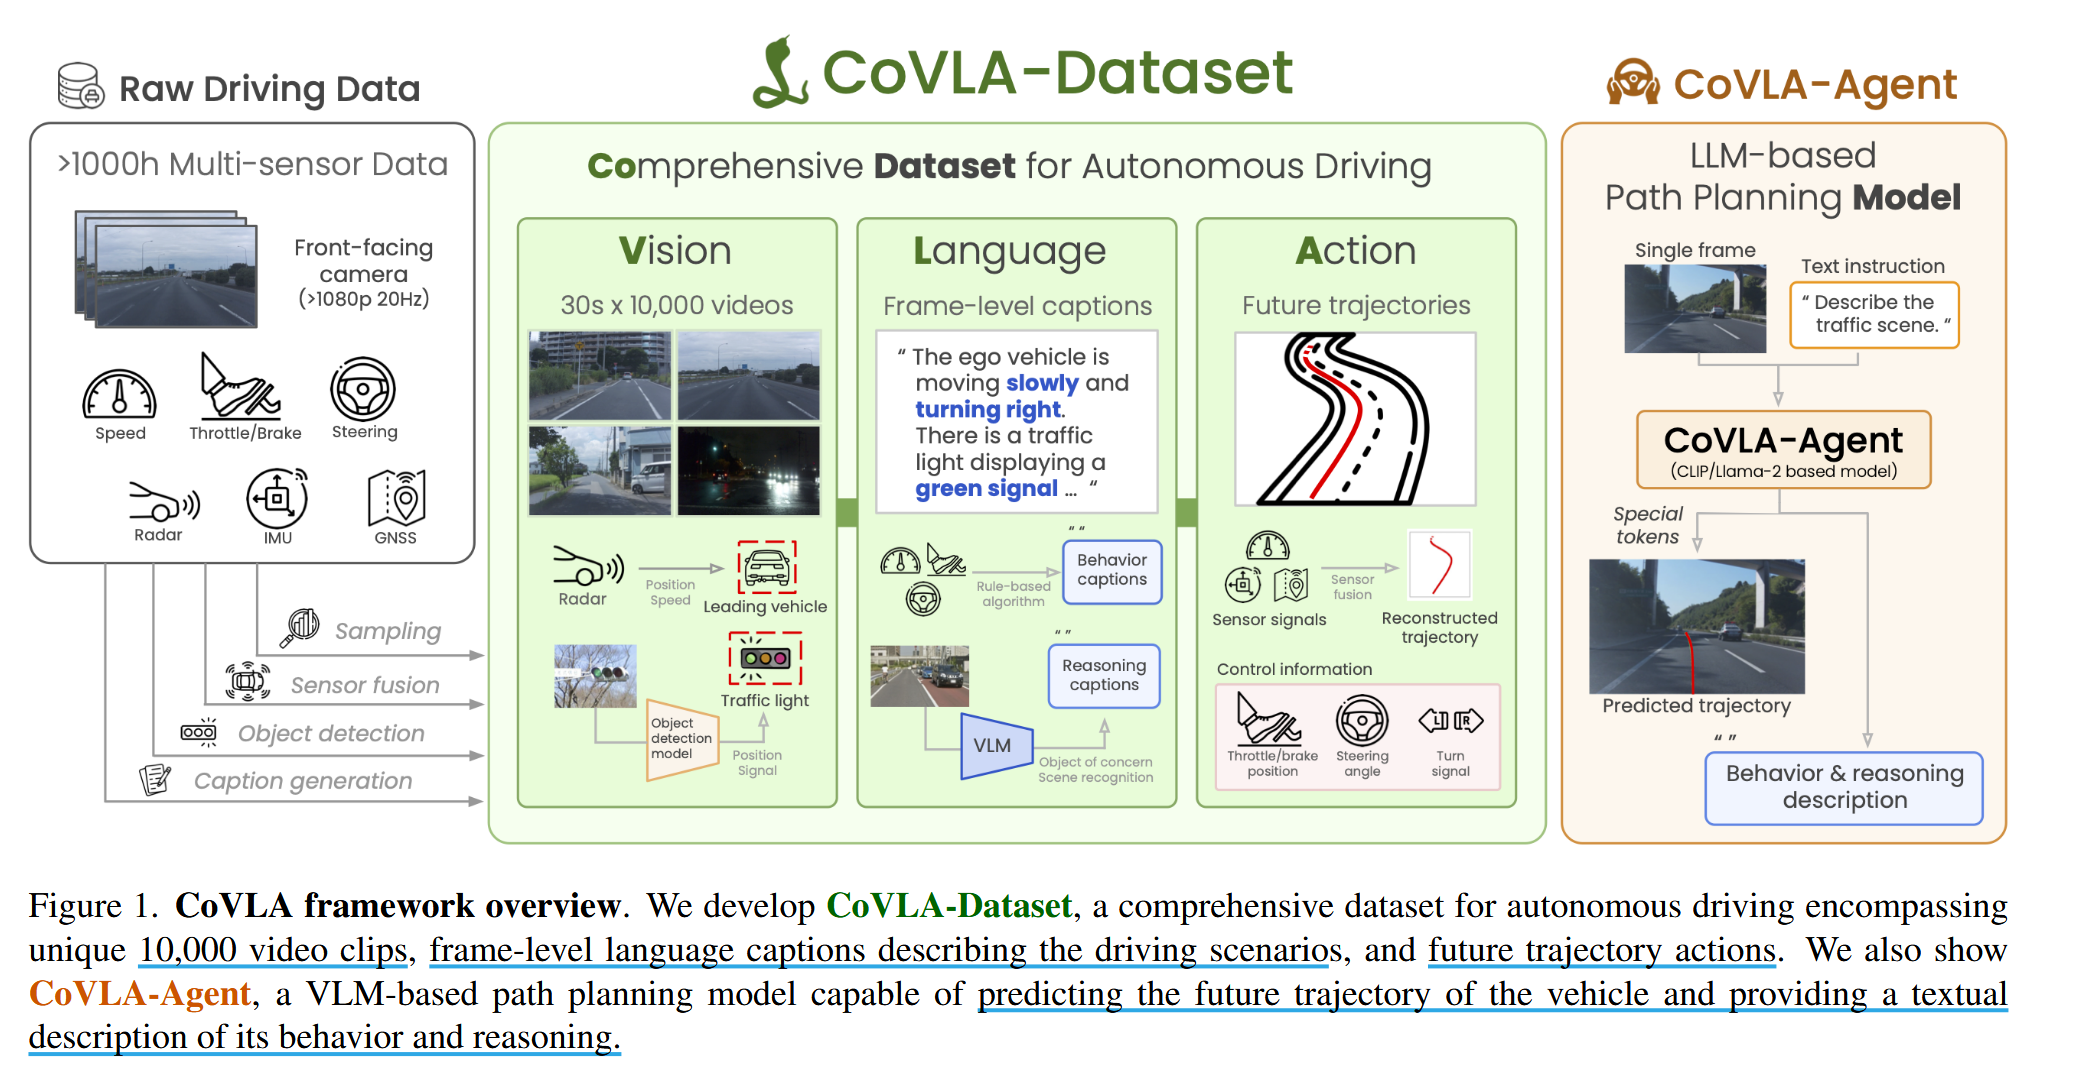 Raw Driving Data
>1000h Multi-sensor Data
Front-facing
camera
(>1080p 20Hz)
Speed
Throttle/Brake
Steering
Radar
IMU
GNSS
Sampling
Sensor fusion
Object detection
Caption generation
CoVLA-Dataset
Comprehensive Dataset for Autonomous Driving
Vision
30s x 10,000 videos
Radar
Position
Speed
Leading vehicle
Traffic light
Object
detection
model
Position
Signal
Language
Frame-level captions
“ The ego vehicle is
moving slowly and
turning right.
There is a traffic
light displaying a
green signal ... “
“ ”
Rule-based
algorithm
Behavior
captions
“ ”
Reasoning
captions
VLM
Object of concern
Scene recognition
Action
Future trajectories
Sensor signals
Sensor
fusion
Reconstructed
trajectory
Control information
L R
Throttle/brake
position
Steering
angle
Turn
signal
CoVLA-Agent
LLM-based
Path Planning Model
Single frame
Text instruction
“ Describe the
traffic scene. “
CoVLA-Agent
(CLIP/Llama-2 based model)
Special
tokens
Predicted trajectory
“ ”
Behavior & reasoning
description
Figure 1. CoVLA framework overview. We develop CoVLA-Dataset, a comprehensive dataset for autonomous driving encompassing
unique 10,000 video clips, frame-level language captions describing the driving scenarios, and future trajectory actions. We also show
CoVLA-Agent, a VLM-based path planning model capable of predicting the future trajectory of the vehicle and providing a textual
description of its behavior and reasoning.